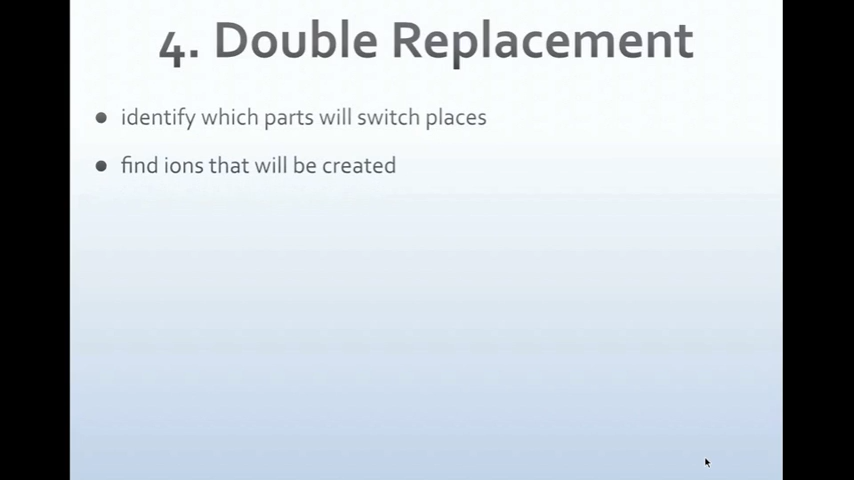 4. Double Replacement
• identify which parts will switch places
• find ions that will be created